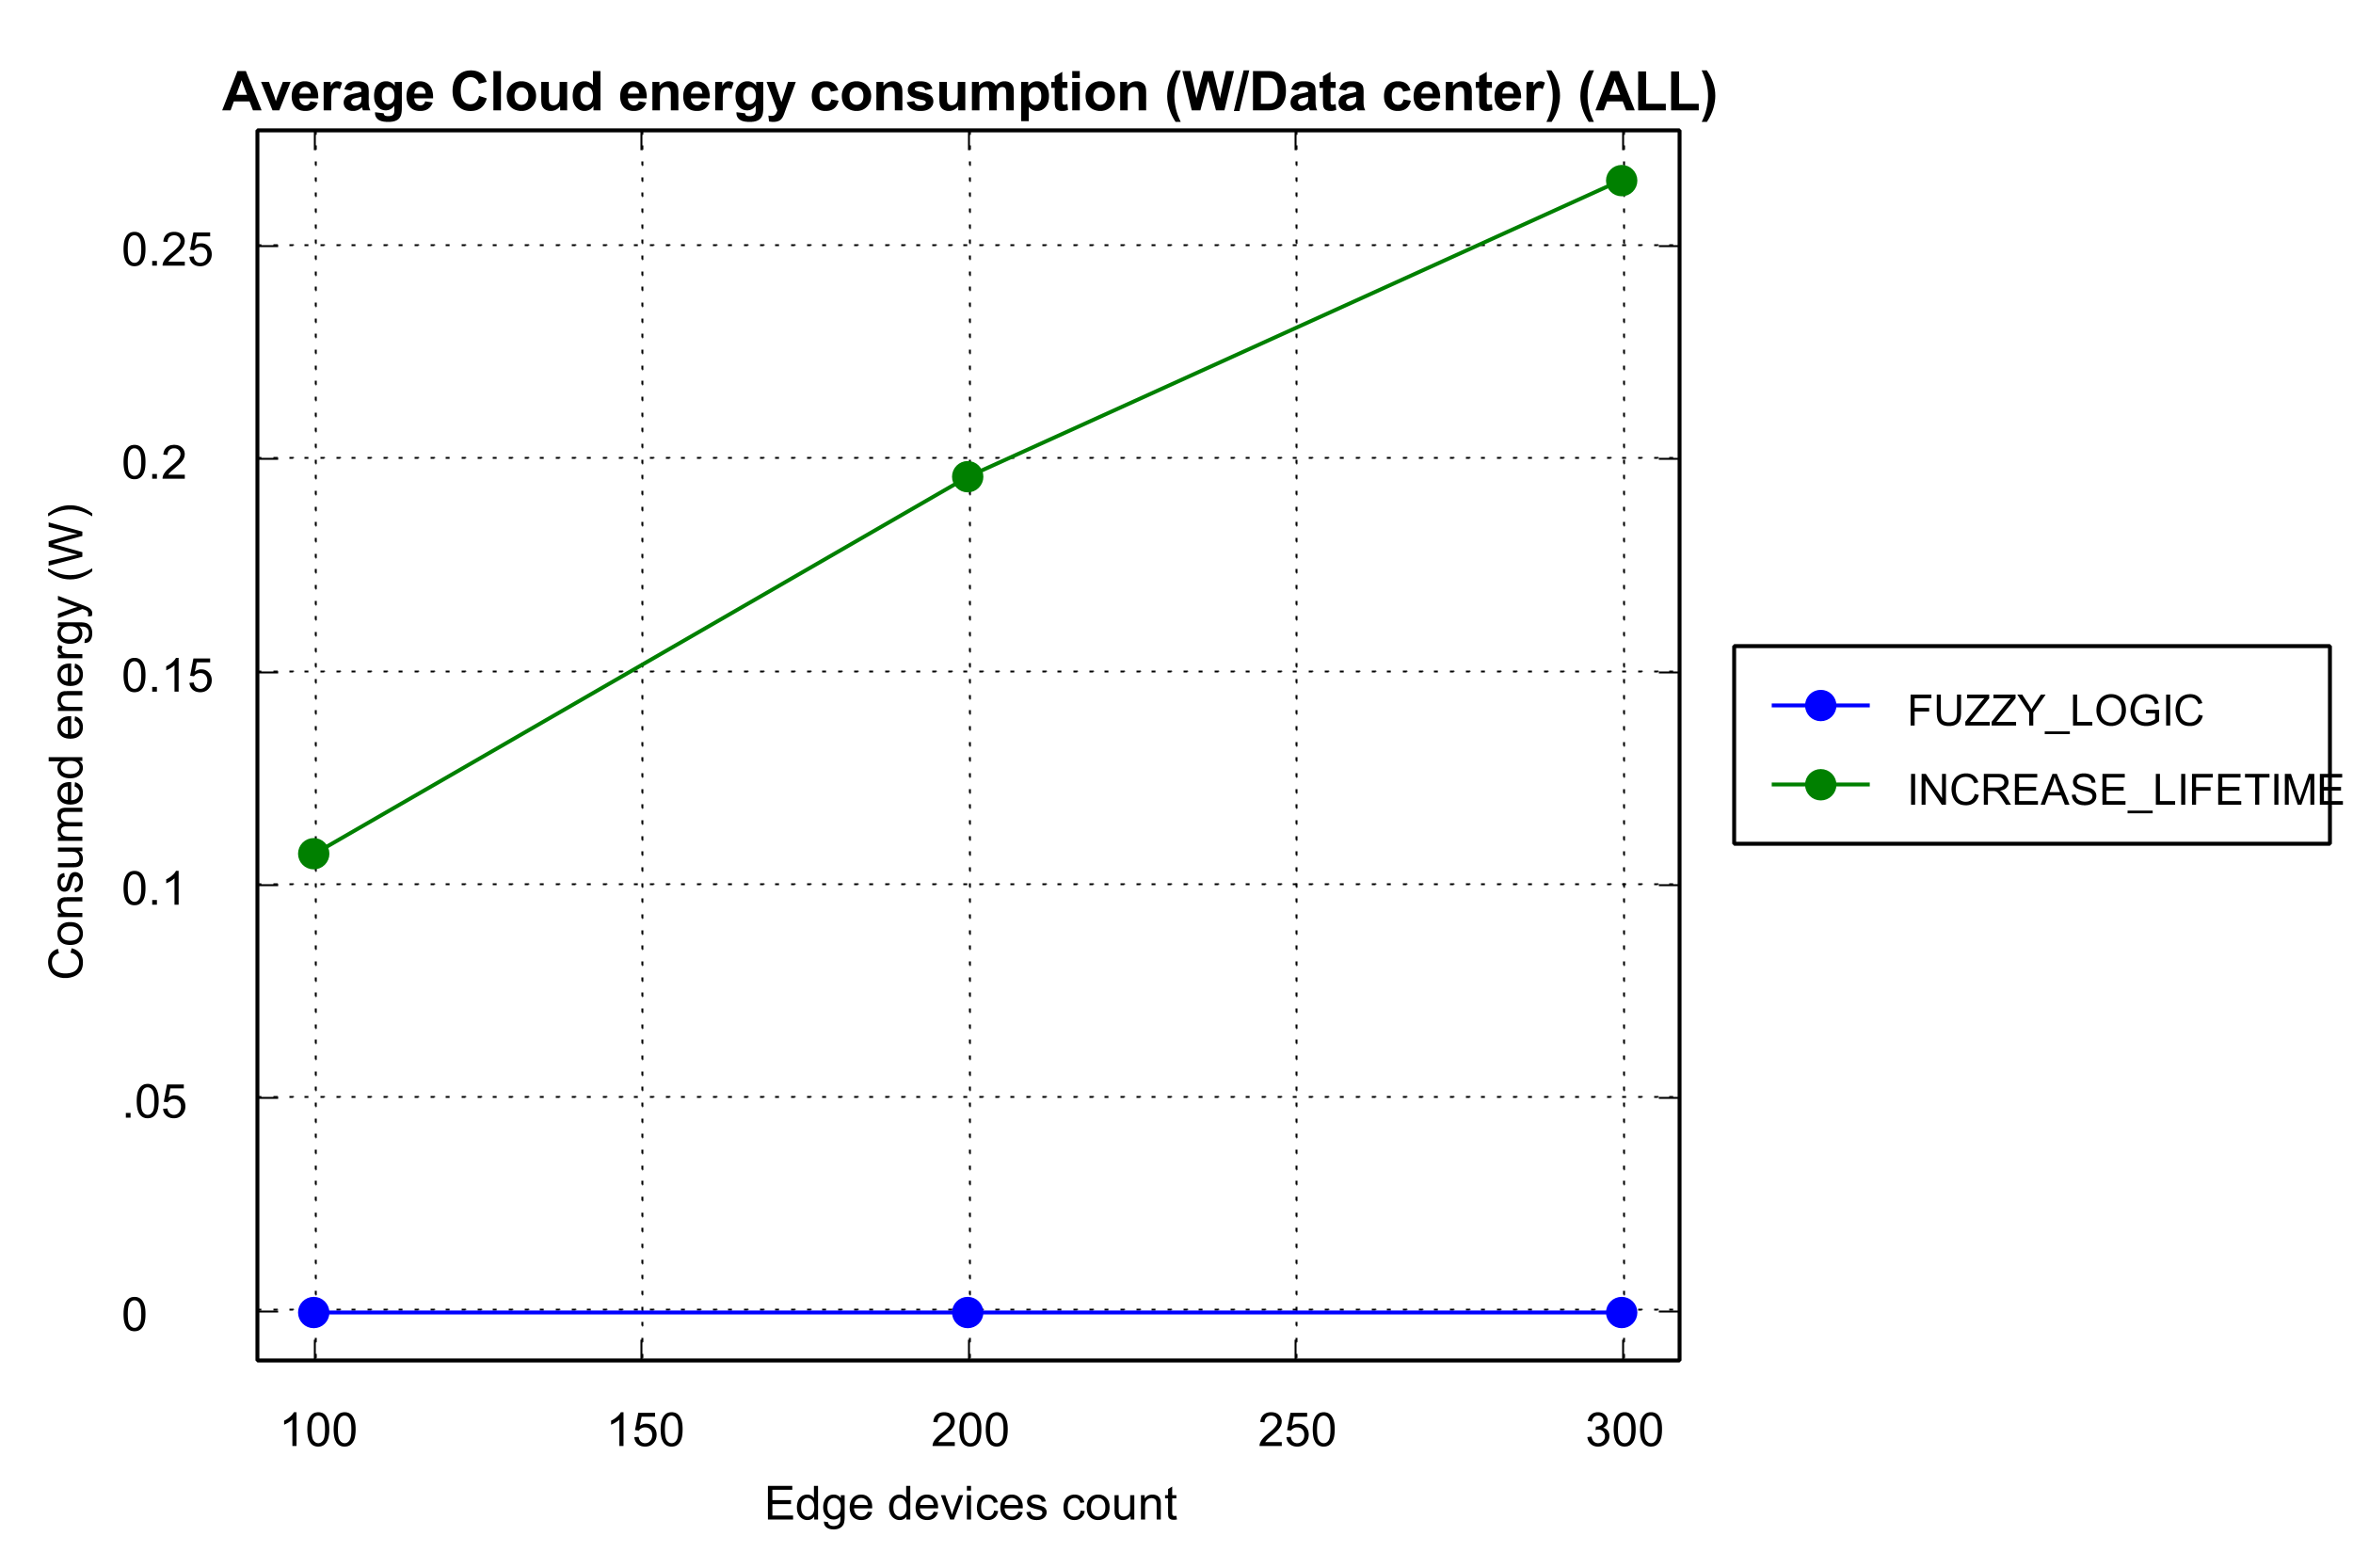 Average Cloud energy consumption (W/Data center) (ALL)
Consumed energy (W)
0.25
0.2
0.15
0.1
.05
0
100 150 200 250 300
Edge devices count
FUZZY_LOGIC
INCREASE_LIFETIME